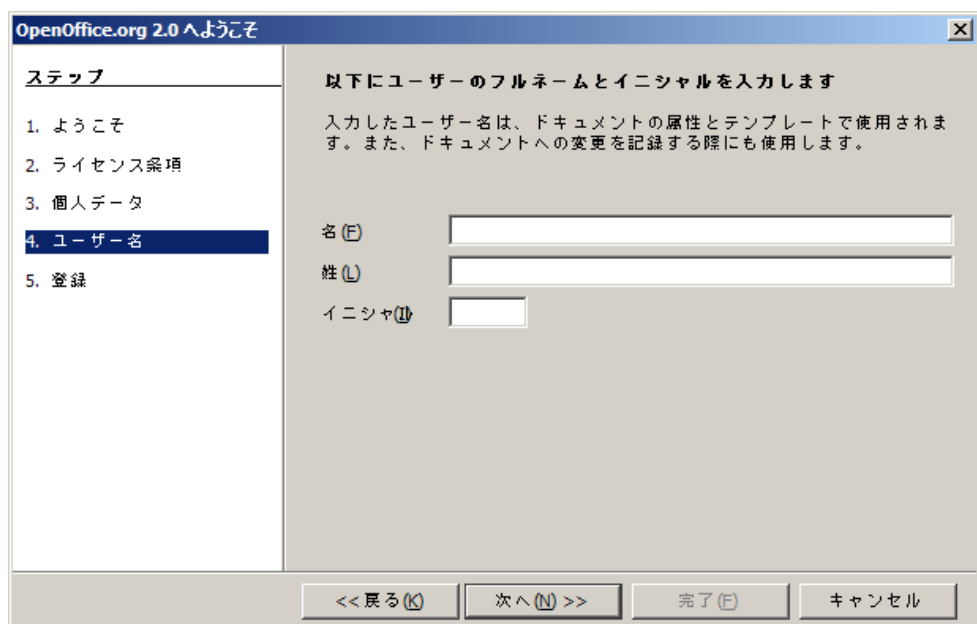 OpenOffice.org 2.0 へようこそ
ステップ
1. ようこそ
2. ライセンス条項
3. 個人データ
4. ユーザー名
5. 登録
以下にユーザーのフルネームとイニシャルを入力します
入力したユーザー名は、ドキュメントの属性とテンプレートで使用されま
す。また、ドキュメントへの変更を記録する際にも使用します。
名(F)
姓(L)
イニシャ(I)
<<戻る(K)
次へ(N) >>
完了(F)
キャンセル